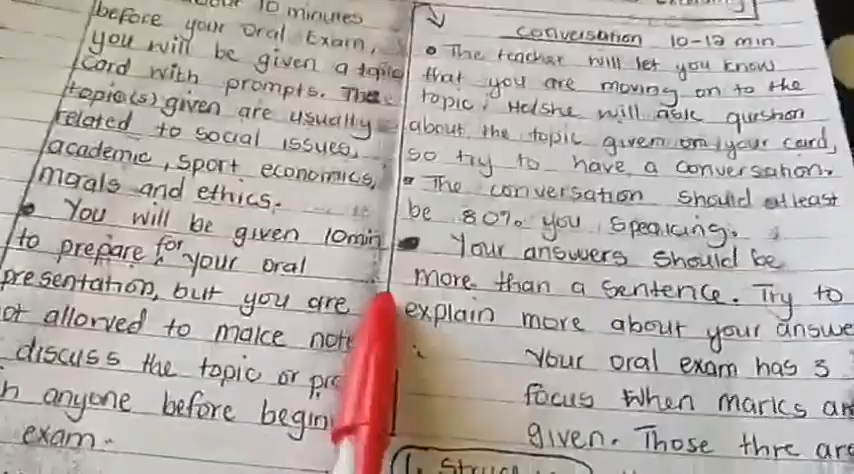 10 minutes
before your oral Exam,
you will be given a topic
card with prompts. The
topic(s) given are usually
related to social issues,
academic, sport economics,
morals and ethics.
• You will be given 10min
to prepare for your oral
presentation, but you are
allowed to make
discuss the topic or
anyone before
exam.
conversation 10-12 min
• The teacher will let you know
that you are moving on to the
topic. He/she will ask question
about the topic given on your card,
so try to have a conversation.
• The conversation should atleast
be 80% you speaking.
• Your answers should be
more than a sentence. Try to
explain more about your
Your oral exam has 3
focus when marks
given. Those thre
1.